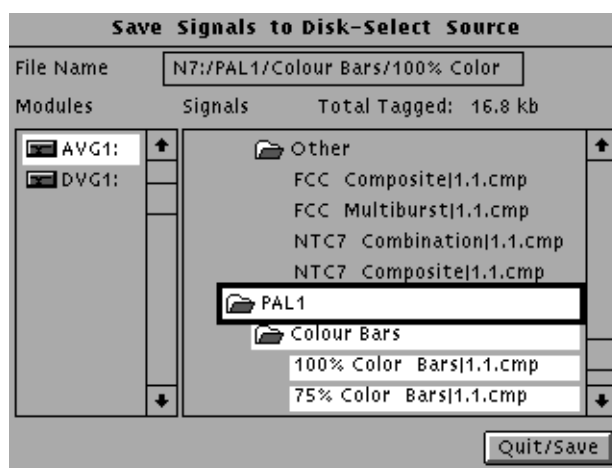 Save Signals to Disk-Select Source
File Name N7:/PAL1/Colour Bars/100% Color
Modules Signals Total Tagged: 16.8 kb
AVG1:
DVG1:
Other
FCC Composite|1.1.cmp
FCC Multiburst|1.1.cmp
NTC7 Combination|1.1.cmp
NTC7 Composite|1.1.cmp
PAL1
Colour Bars
100% Color Bars|1.1.cmp
75% Color Bars|1.1.cmp
Quit/Save